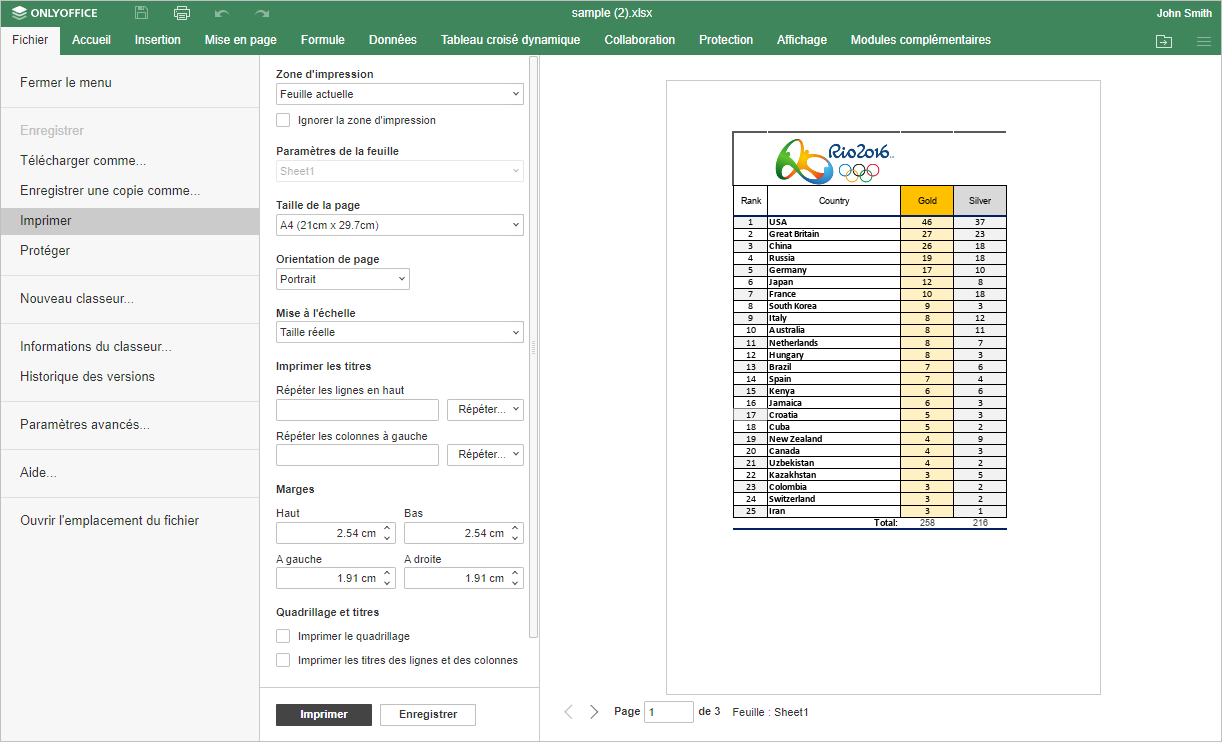 ONLYOFFICE
sample (2).xlsx
John Smith
Fichier Accueil Insertion Mise en page Formule Données Tableau croisé dynamique Collaboration Protection Affichage Modules complémentaires
Fermer le menu
Enregistrer
Télécharger comme...
Enregistrer une copie comme...
Imprimer
Protéger
Nouveau classeur...
Informations du classeur...
Historique des versions
Paramètres avancés...
Aide...
Ouvrir l'emplacement du fichier
Zone d'impression
Feuille actuelle
Ignorer la zone d'impression
Paramètres de la feuille
Sheet1
Taille de la page
A4 (21cm x 29.7cm)
Orientation de page
Portrait
Mise à l'échelle
Taille réelle
Imprimer les titres
Répéter les lignes en haut
Répéter...
Répéter les colonnes à gauche
Répéter...
Marges
Haut Bas
2.54 cm 2.54 cm
A gauche A droite
1.91 cm 1.91 cm
Quadrillage et titres
Imprimer le quadrillage
Imprimer les titres des lignes et des colonnes
Imprimer Enregistrer
Rio2016
Rank Country Gold Silver
1 USA 46 37
2 Great Britain 27 23
3 China 26 18
4 Russia 19 18
5 Germany 17 10
6 Japan 12 8
7 France 10 18
8 South Korea 9 3
9 Italy 8 12
10 Australia 8 11
11 Netherlands 8 7
12 Hungary 8 3
13 Brazil 7 6
14 Spain 7 4
15 Kenya 6 6
16 Jamaica 6 3
17 Croatia 5 3
18 Cuba 5 2
19 New Zealand 4 9
20 Canada 4 3
21 Uzbekistan 4 2
22 Kazakhstan 3 5
23 Colombia 3 2
24 Switzerland 3 2
25 Iran 3 1
Total: 258 216
Page 1 de 3 Feuille : Sheet1